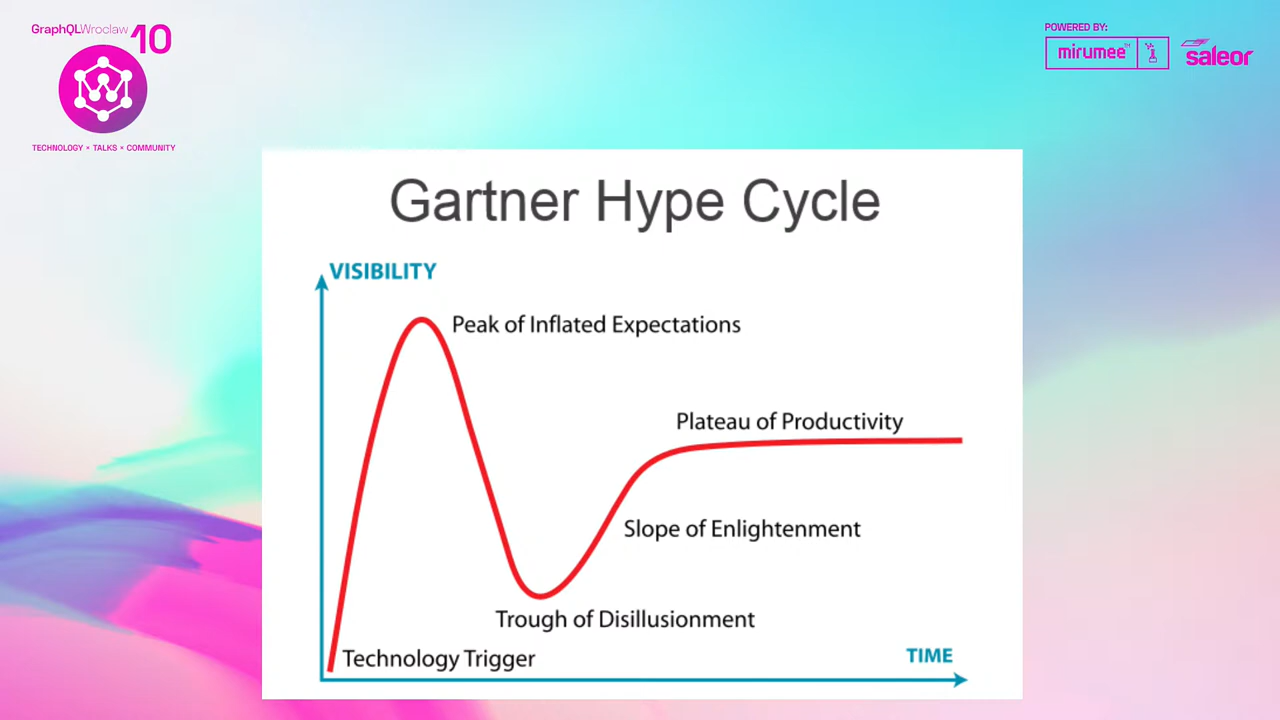 GraphQLWroclaw 10
TECHNOLOGY × TALKS × COMMUNITY
POWERED BY:
mirumee
saleor
Gartner Hype Cycle
VISIBILITY
Peak of Inflated Expectations
Plateau of Productivity
Slope of Enlightenment
Trough of Disillusionment
Technology Trigger
TIME